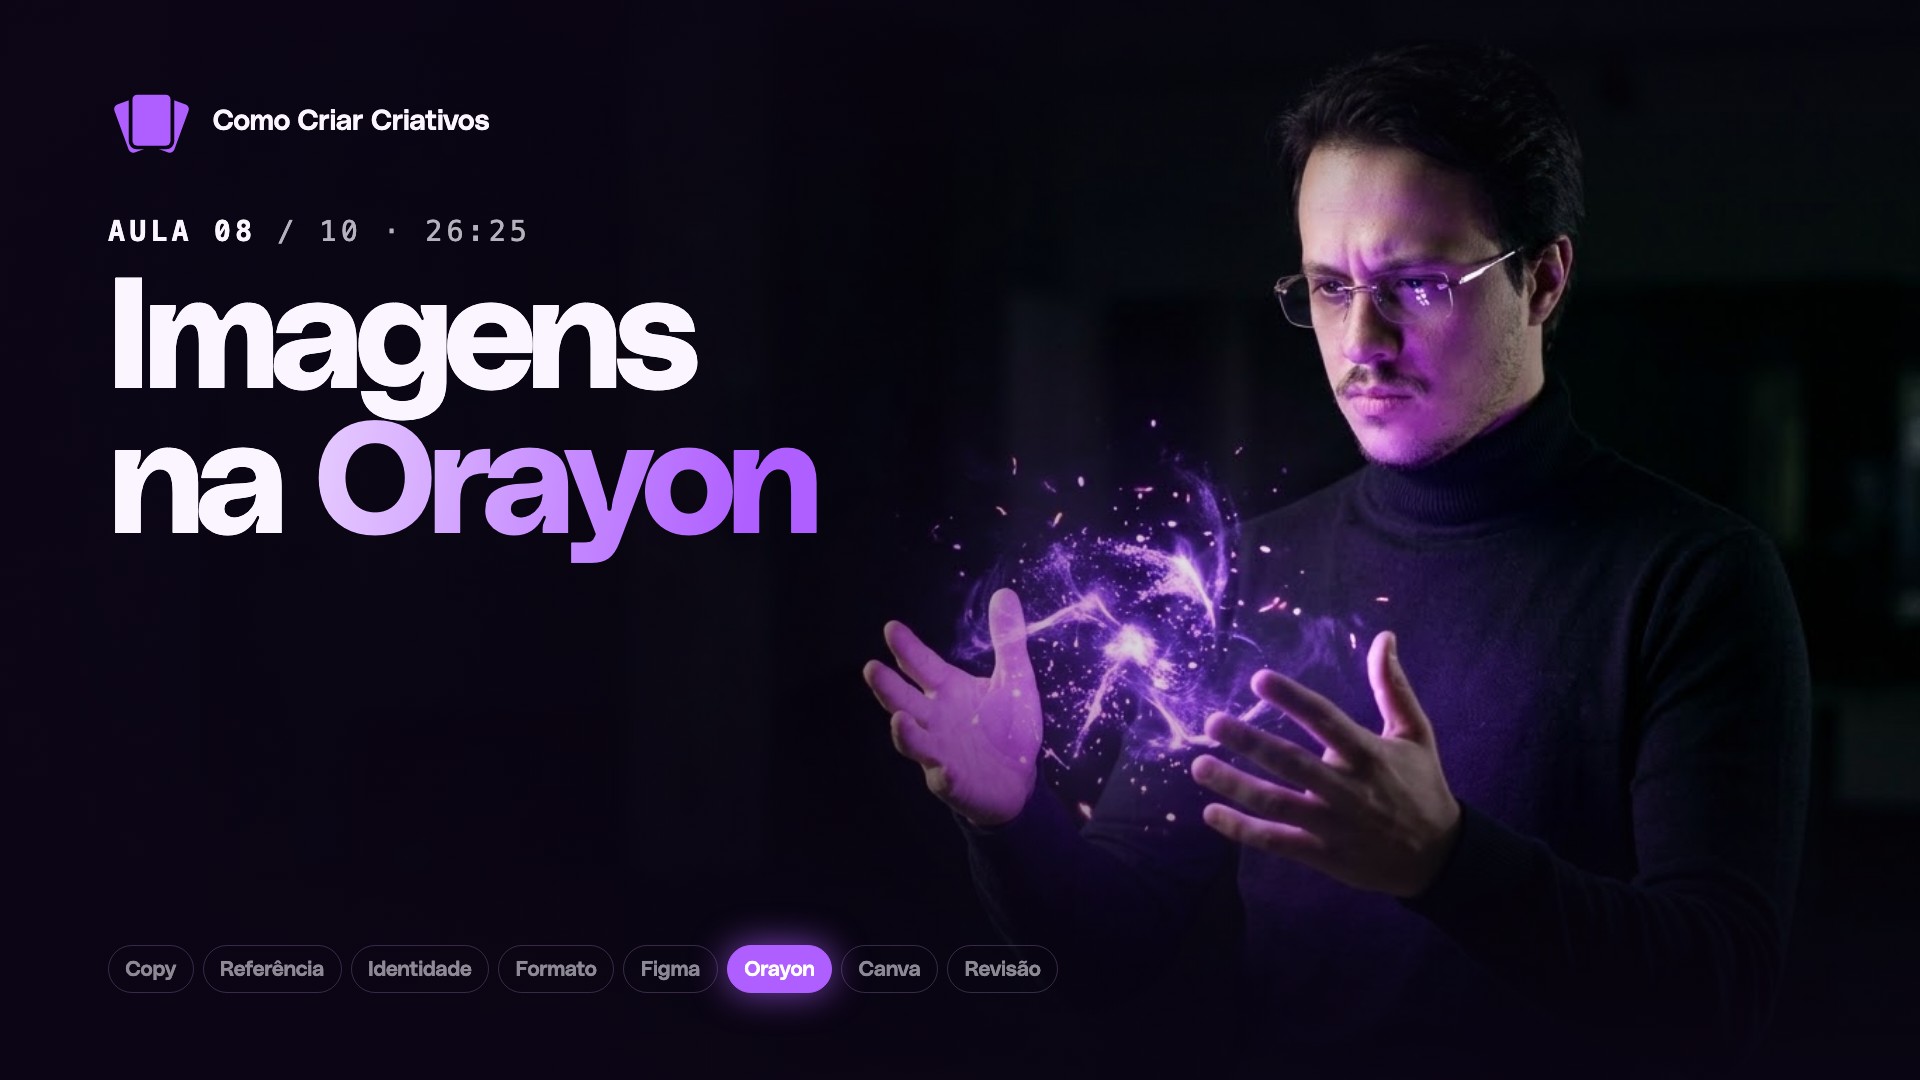 Como Criar Criativos
AULA 08 / 10 · 26:25
Imagens
na Orayon
Copy Referência Identidade Formato Figma Orayon Canva Revisão